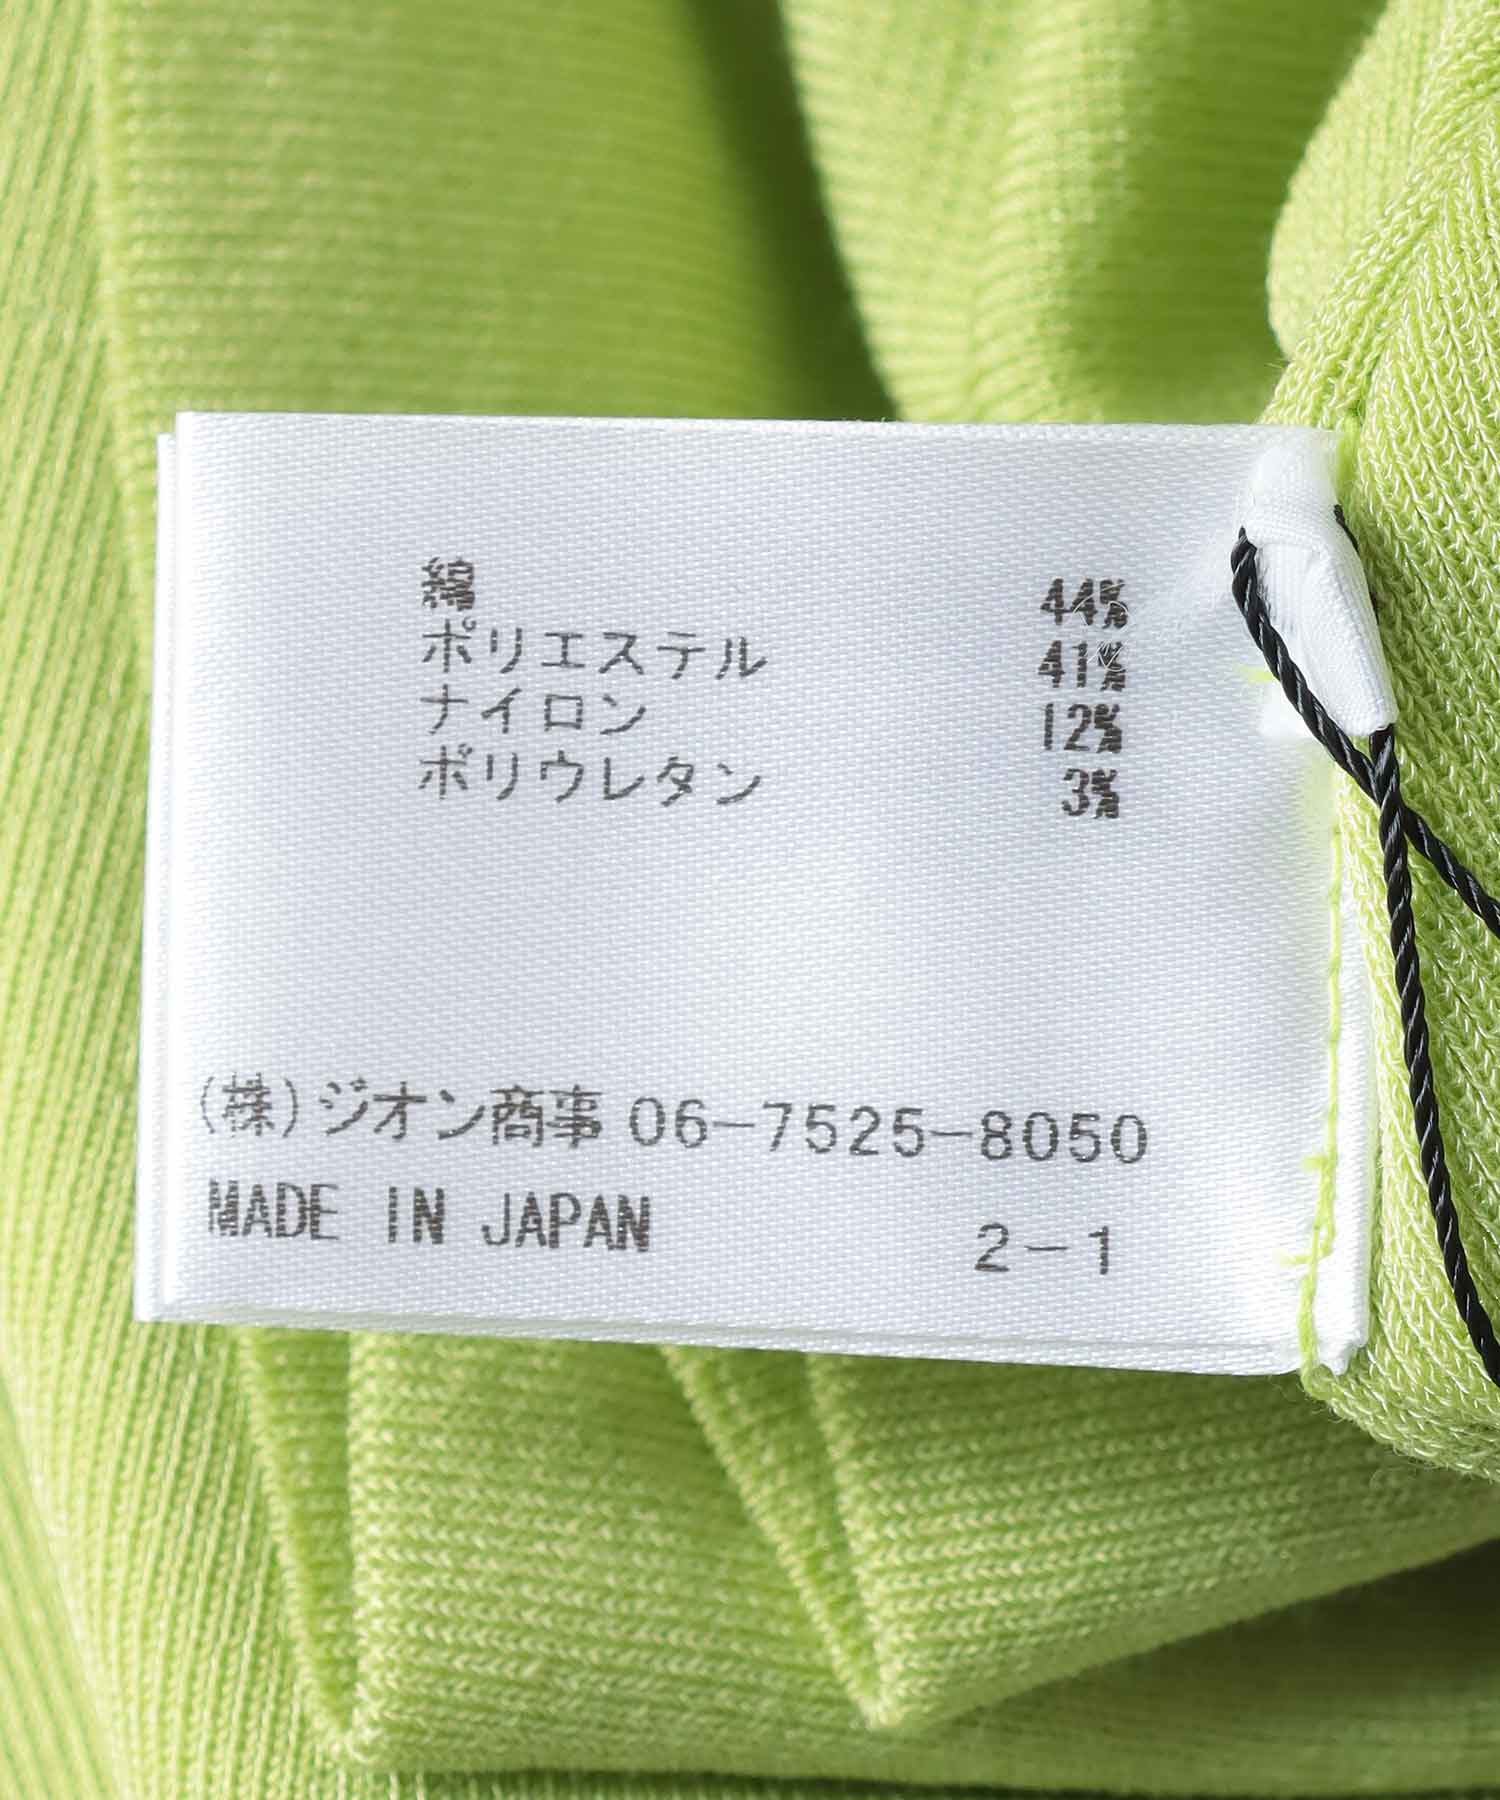 綿 44%
ポリエステル 41%
ナイロン 12%
ポリウレタン 3%
(株)ジオン商事 06-7525-8050
MADE IN JAPAN 2-1